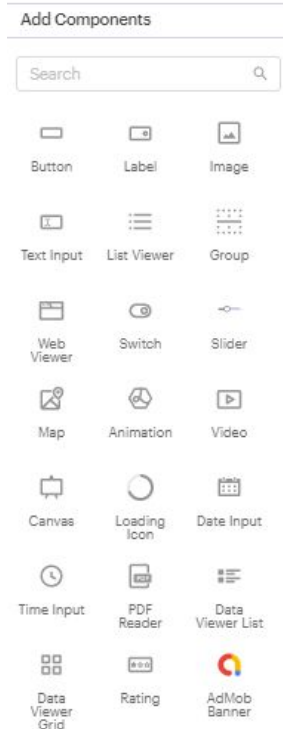 Add Components
Search
Button Label Image
Text Input List Viewer Group
Web Viewer Switch Slider
Map Animation Video
Canvas Loading Icon Date Input
Time Input PDF Reader Data Viewer List
Data Viewer Grid Rating AdMob Banner